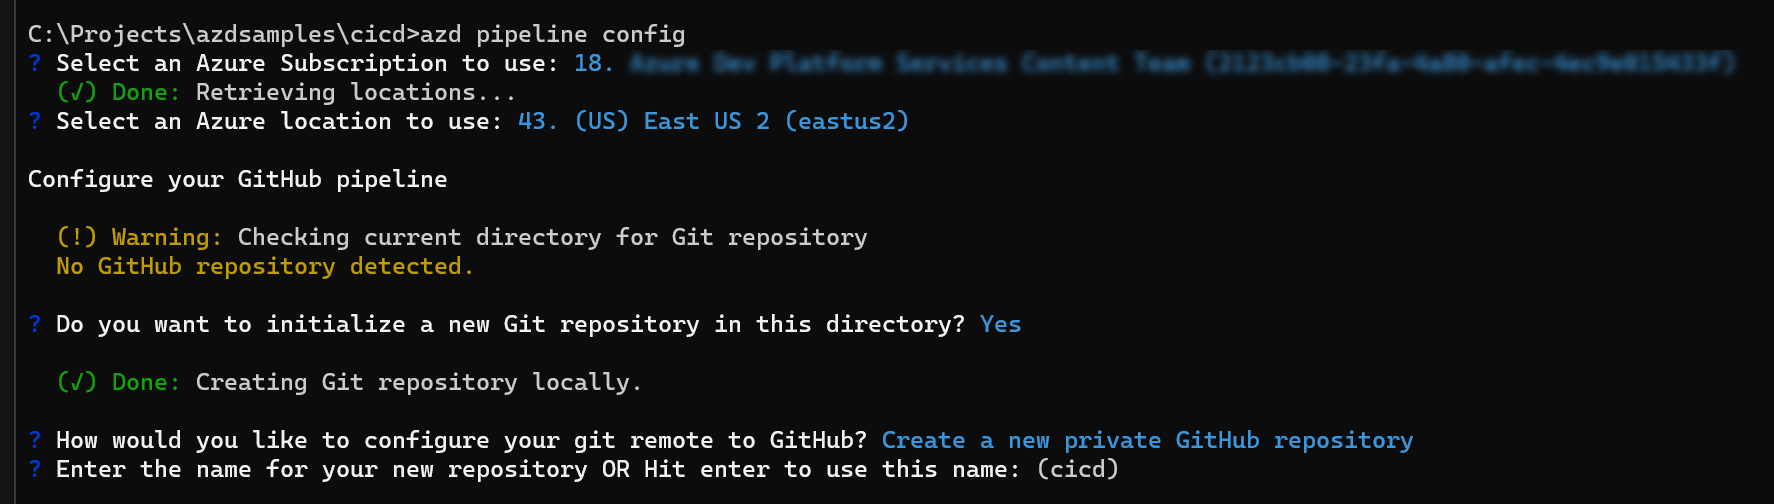 C:\Projects\azdsamples\cicd>azd pipeline config
? Select an Azure Subscription to use: 18.
(√) Done: Retrieving locations...
? Select an Azure location to use: 43. (US) East US 2 (eastus2)
Configure your GitHub pipeline
(!) Warning: Checking current directory for Git repository
No GitHub repository detected.
? Do you want to initialize a new Git repository in this directory? Yes
(√) Done: Creating Git repository locally.
? How would you like to configure your git remote to GitHub? Create a new private GitHub repository
? Enter the name for your new repository OR Hit enter to use this name: (cicd)